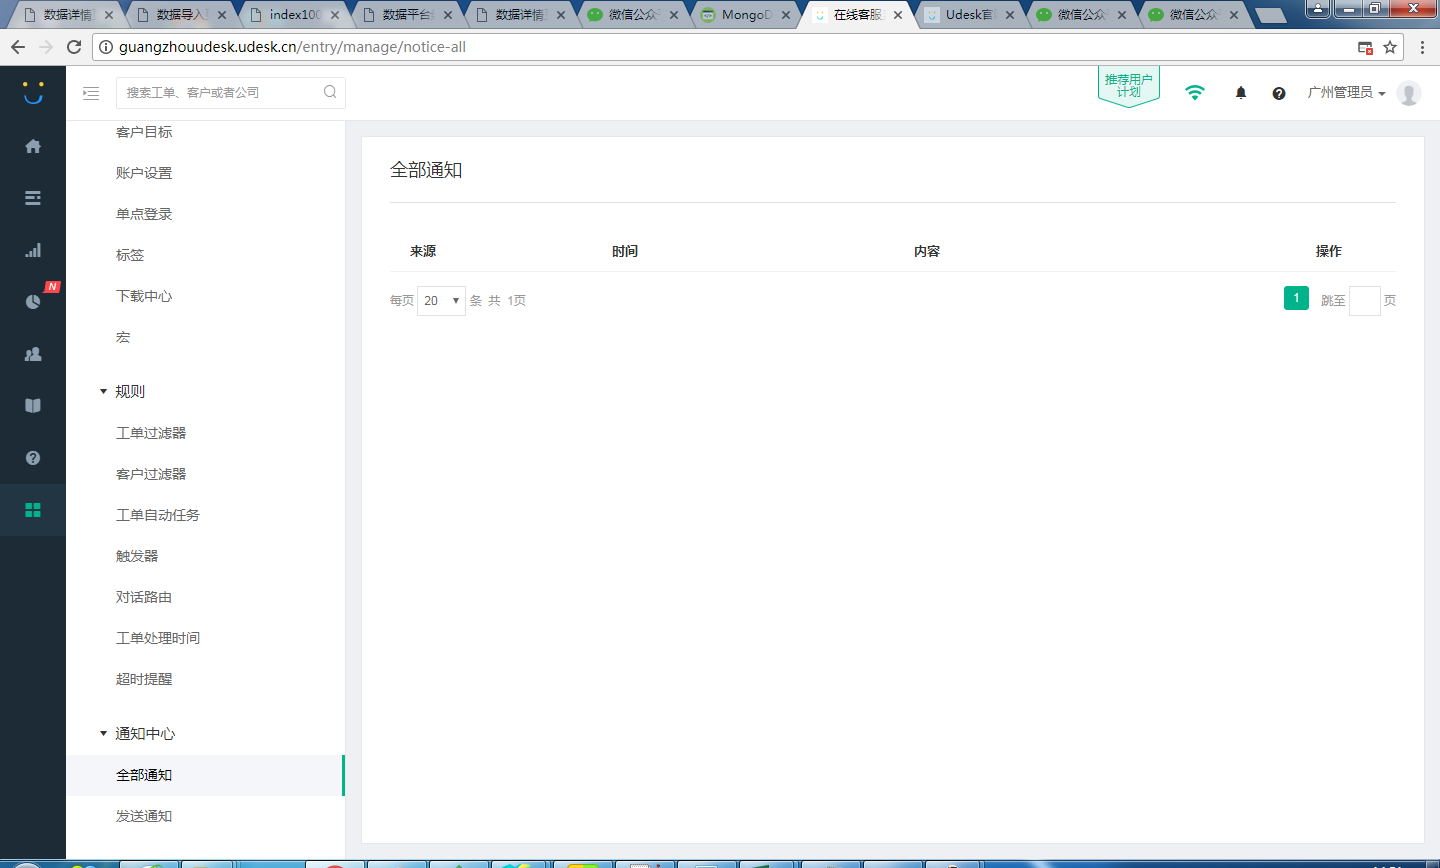 数据详情
数据导入
index100
数据平台
数据详情
微信公众
微信公众
MongoD
在线客服
Udesk官
微信公众
微信公众
guangzhouudesk.udesk.cn/entry/manage/notice-all
搜索工单、客户或者公司
推荐用户
计划
广州管理员
N
客户目标
账户设置
单点登录
标签
下载中心
宏
规则
工单过滤器
客户过滤器
工单自动任务
触发器
对话路由
工单处理时间
超时提醒
通知中心
全部通知
发送通知
全部通知
来源 时间 内容 操作
每页 20 条 共 1页 1 跳至 页